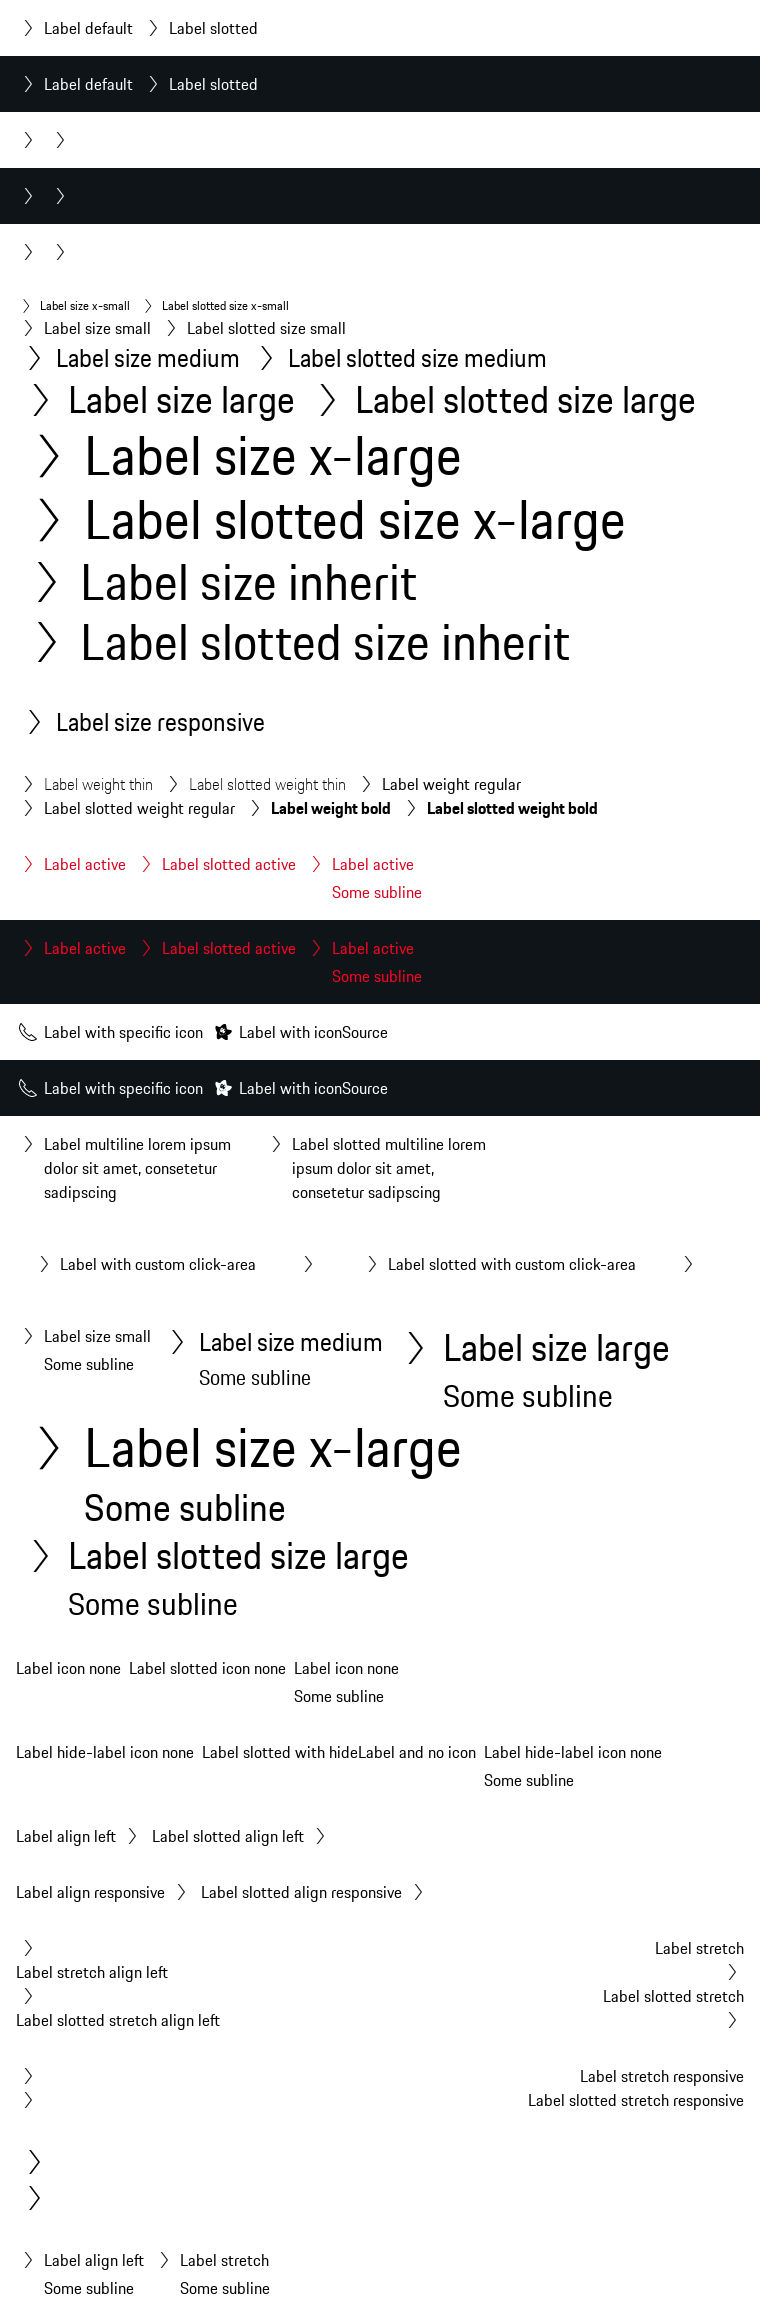 Label default Label slotted
Label default Label slotted
Label size x-small Label slotted size x-small
Label size small Label slotted size small
Label size medium Label slotted size medium
Label size large Label slotted size large
Label size x-large
Label slotted size x-large
Label size inherit
Label slotted size inherit
Label size responsive
Label weight thin Label slotted weight thin Label weight regular
Label slotted weight regular Label weight bold Label slotted weight bold
Label active Label slotted active Label active
Some subline
Label active Label slotted active Label active
Some subline
Label with specific icon Label with iconSource
Label with specific icon Label with iconSource
Label multiline lorem ipsum
dolor sit amet, consetetur
sadipscing
Label slotted multiline lorem
ipsum dolor sit amet,
consetetur sadipscing
Label with custom click-area Label slotted with custom click-area
Label size small
Some subline
Label size medium
Some subline
Label size large
Some subline
Label size x-large
Some subline
Label slotted size large
Some subline
Label icon none Label slotted icon none Label icon none
Some subline
Label hide-label icon none Label slotted with hideLabel and no icon Label hide-label icon none
Some subline
Label align left Label slotted align left
Label align responsive Label slotted align responsive
Label stretch
Label stretch align left
Label slotted stretch
Label slotted stretch align left
Label stretch responsive
Label slotted stretch responsive
Label align left Label stretch
Some subline Some subline